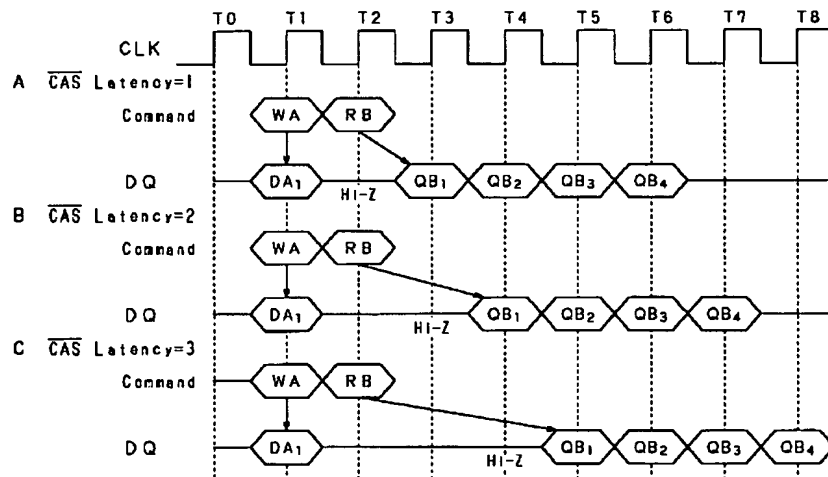 T0 T1 T2 T3 T4 T5 T6 T7 T8
CLK
A CAS Latency=1
Command WA RB
DQ DA1 Hi-Z QB1 QB2 QB3 QB4
B CAS Latency=2
Command WA RB
DQ DA1 Hi-Z QB1 QB2 QB3 QB4
C CAS Latency=3
Command WA RB
DQ DA1 Hi-Z QB1 QB2 QB3 QB4